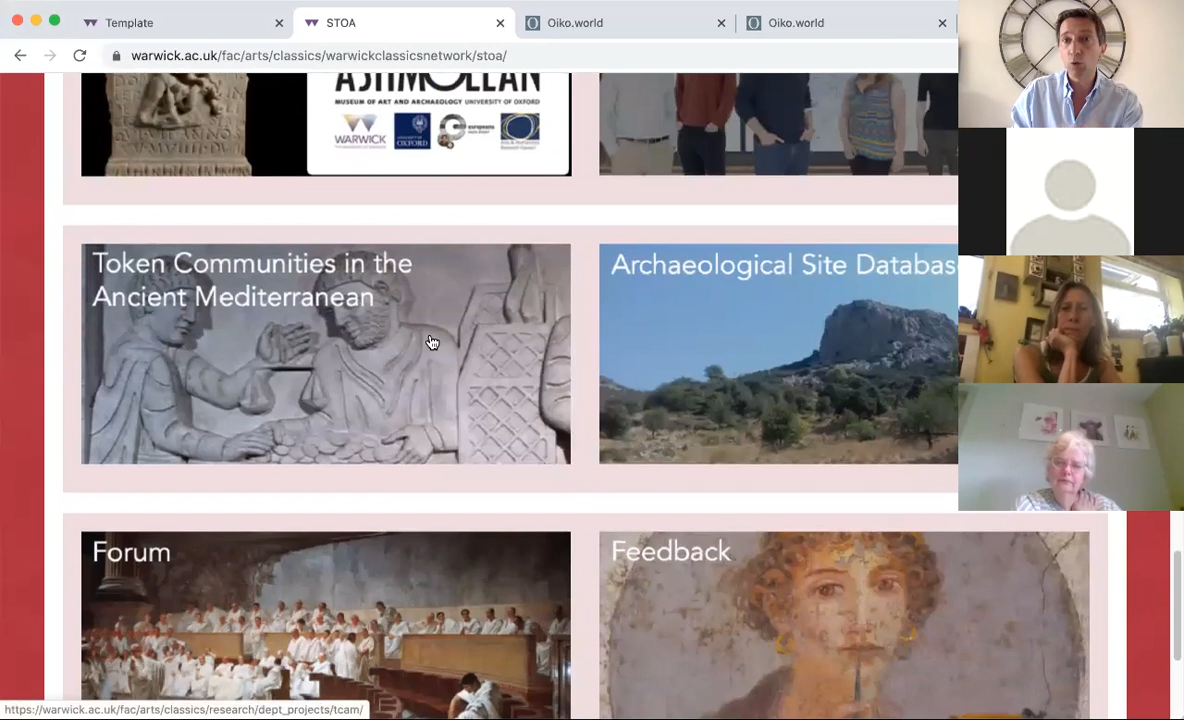 Template
STOA
Oiko.world
Oiko.world
warwick.ac.uk/fac/arts/classics/warwickclassicsnetwork/stoa/
ASHMOLEAN
MUSEUM OF ART AND ARCHAEOLOGY UNIVERSITY OF OXFORD
WARWICK
Token Communities in the
Ancient Mediterranean
Archaeological Site Databas
Forum
Feedback
https://warwick.ac.uk/fac/arts/classics/research/dept_projects/tcam/